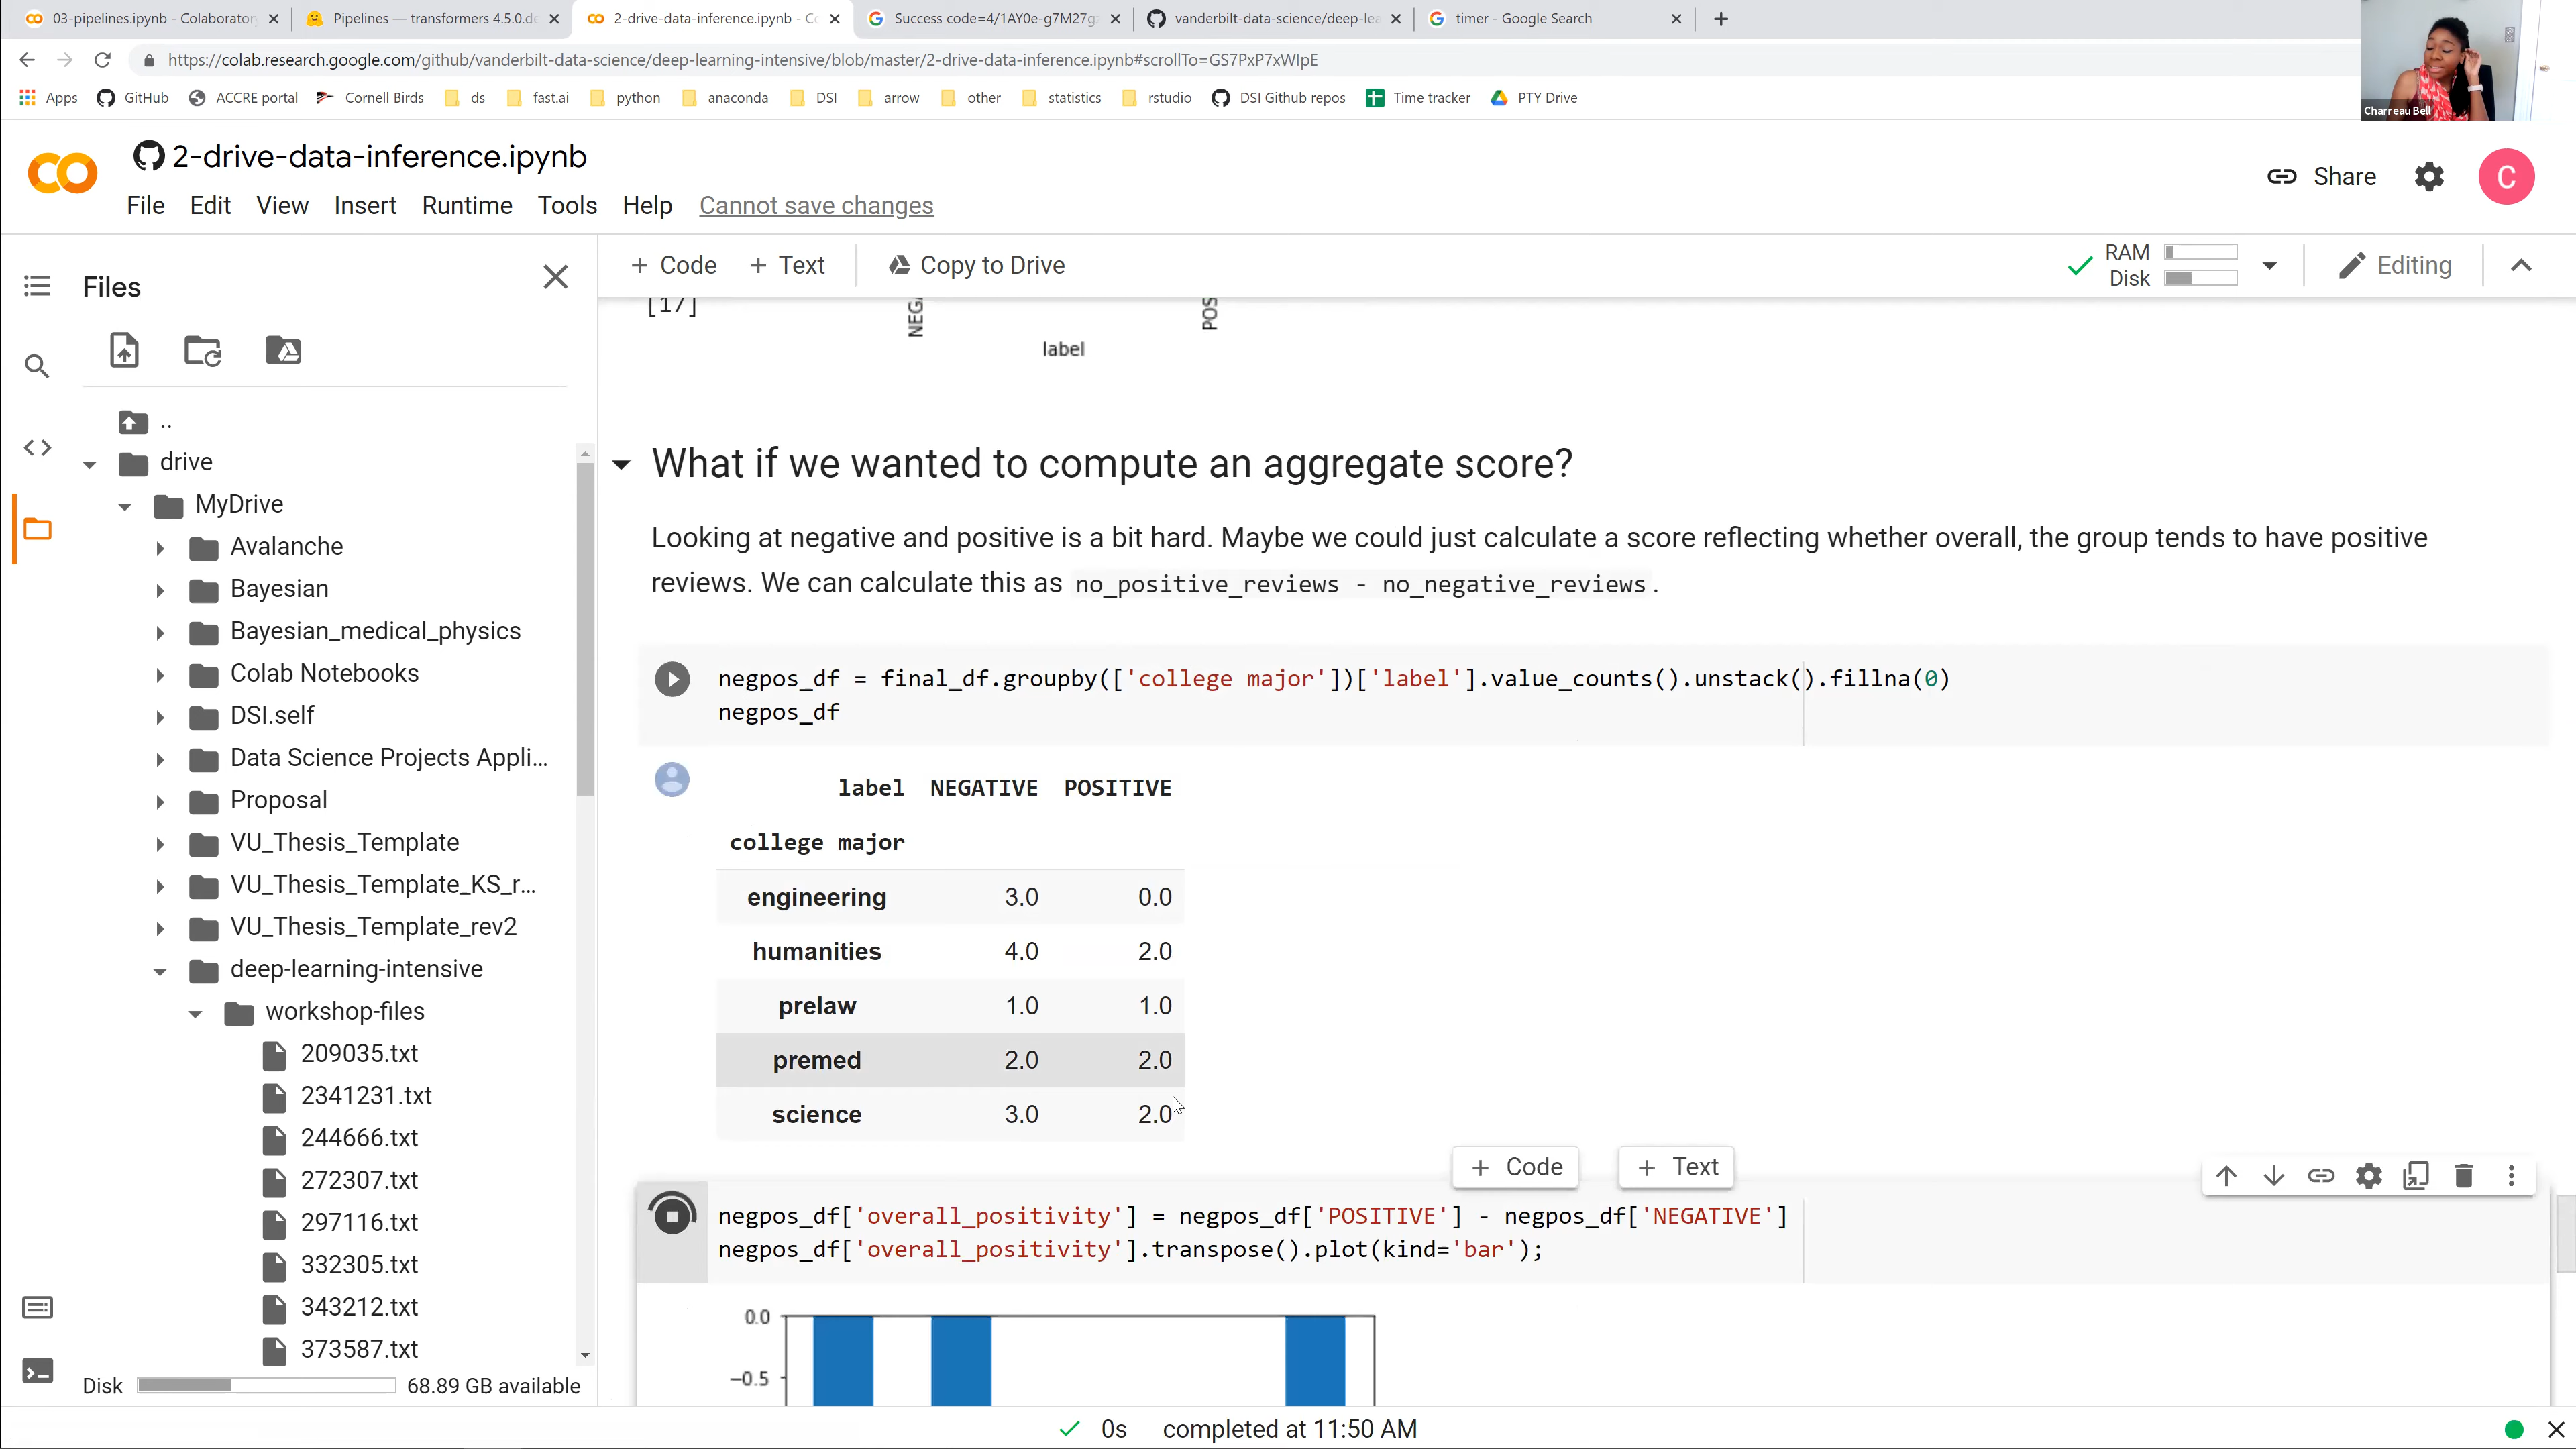 03-pipelines.ipynb - Colaborator
Pipelines — transformers 4.5.0.de
2-drive-data-inference.ipynb - Co
Success code=4/1AY0e-g7M27g
vanderbilt-data-science/deep-lea
timer - Google Search
https://colab.research.google.com/github/vanderbilt-data-science/deep-learning-intensive/blob/master/2-drive-data-inference.ipynb#scrollTo=GS7PxP7xWIpE
Apps GitHub ACCRE portal Cornell Birds ds fast.ai python anaconda DSI arrow other statistics rstudio DSI Github repos Time tracker PTY Drive
Charreau Bell
2-drive-data-inference.ipynb
File Edit View Insert Runtime Tools Help Cannot save changes
Share
C
+ Code + Text Copy to Drive
RAM
Disk
Editing
Files
..
drive
MyDrive
Avalanche
Bayesian
Bayesian_medical_physics
Colab Notebooks
DSI.self
Data Science Projects Appli...
Proposal
VU_Thesis_Template
VU_Thesis_Template_KS_r...
VU_Thesis_Template_rev2
deep-learning-intensive
workshop-files
209035.txt
2341231.txt
244666.txt
272307.txt
297116.txt
332305.txt
343212.txt
373587.txt
Disk 68.89 GB available
[17]
NEG POS
label
What if we wanted to compute an aggregate score?
Looking at negative and positive is a bit hard. Maybe we could just calculate a score reflecting whether overall, the group tends to have positive
reviews. We can calculate this as no_positive_reviews - no_negative_reviews.
negpos_df = final_df.groupby(['college major'])['label'].value_counts().unstack().fillna(0)
negpos_df
label NEGATIVE POSITIVE
college major
engineering 3.0 0.0
humanities 4.0 2.0
prelaw 1.0 1.0
premed 2.0 2.0
science 3.0 2.0
+ Code + Text
negpos_df['overall_positivity'] = negpos_df['POSITIVE'] - negpos_df['NEGATIVE']
negpos_df['overall_positivity'].transpose().plot(kind='bar');
0.0
−0.5
0s completed at 11:50 AM